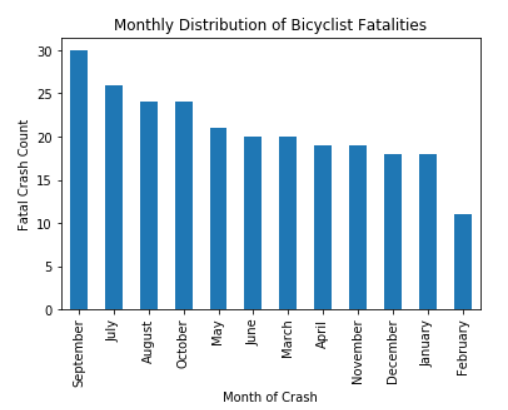 Monthly Distribution of Bicyclist Fatalities
Fatal Crash Count
30
25
20
15
10
5
0
September
July
August
October
May
June
March
April
November
December
January
February
Month of Crash